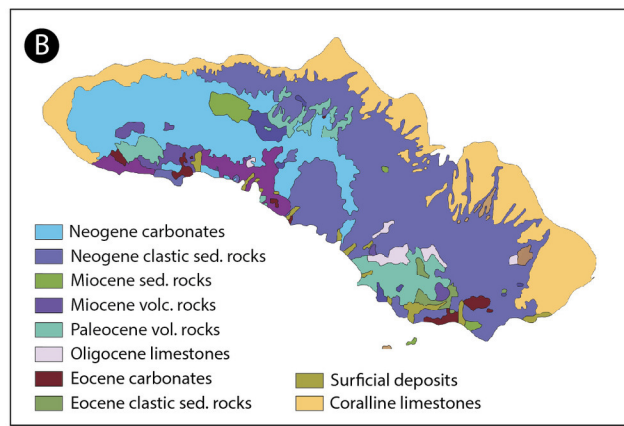 B
Neogene carbonates
Neogene clastic sed. rocks
Miocene sed. rocks
Miocene volc. rocks
Paleocene vol. rocks
Oligocene limestones
Eocene carbonates
Eocene clastic sed. rocks
Surficial deposits
Coralline limestones